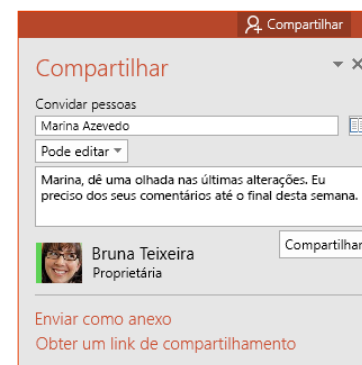 Compartilhar
Compartilhar
Convidar pessoas
Marina Azevedo
Pode editar
Marina, dê uma olhada nas últimas alterações. Eu
preciso dos seus comentários até o final desta semana.
Compartilhar
Bruna Teixeira
Proprietária
Enviar como anexo
Obter um link de compartilhamento